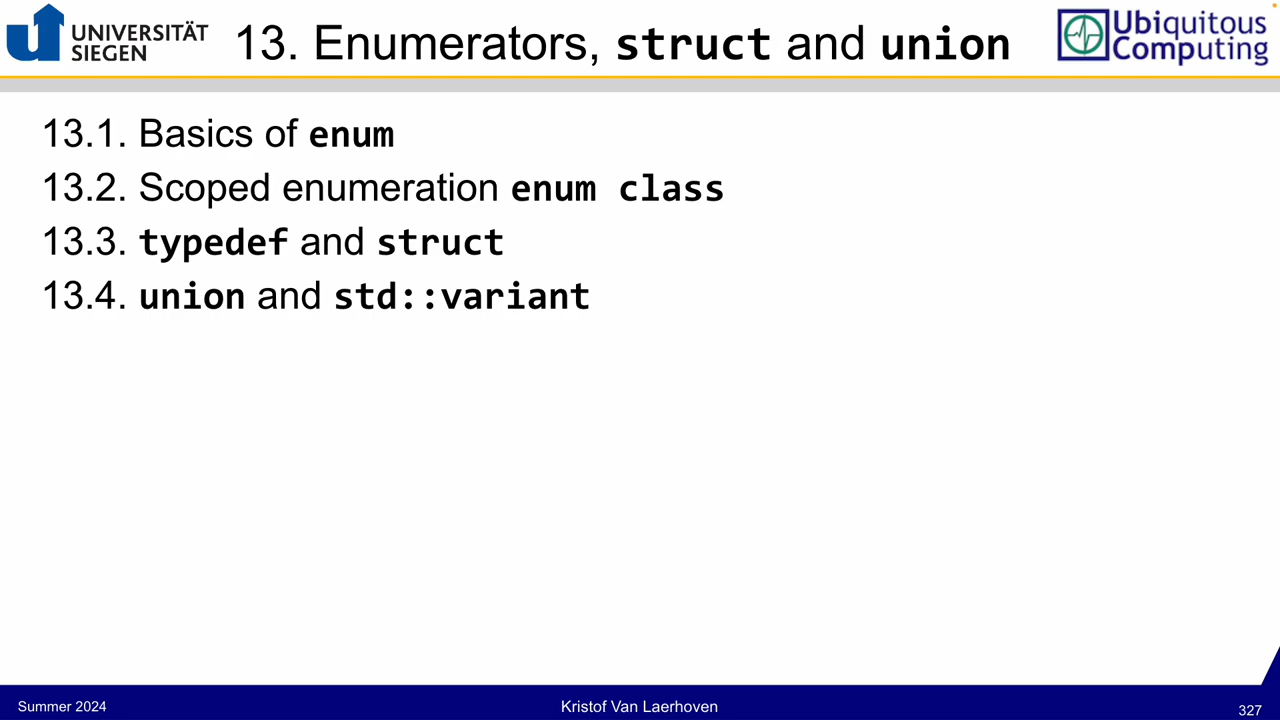 UNIVERSITÄT
SIEGEN
13. Enumerators, struct and union
Ubiquitous
Computing
13.1. Basics of enum
13.2. Scoped enumeration enum class
13.3. typedef and struct
13.4. union and std::variant
Summer 2024
Kristof Van Laerhoven
327